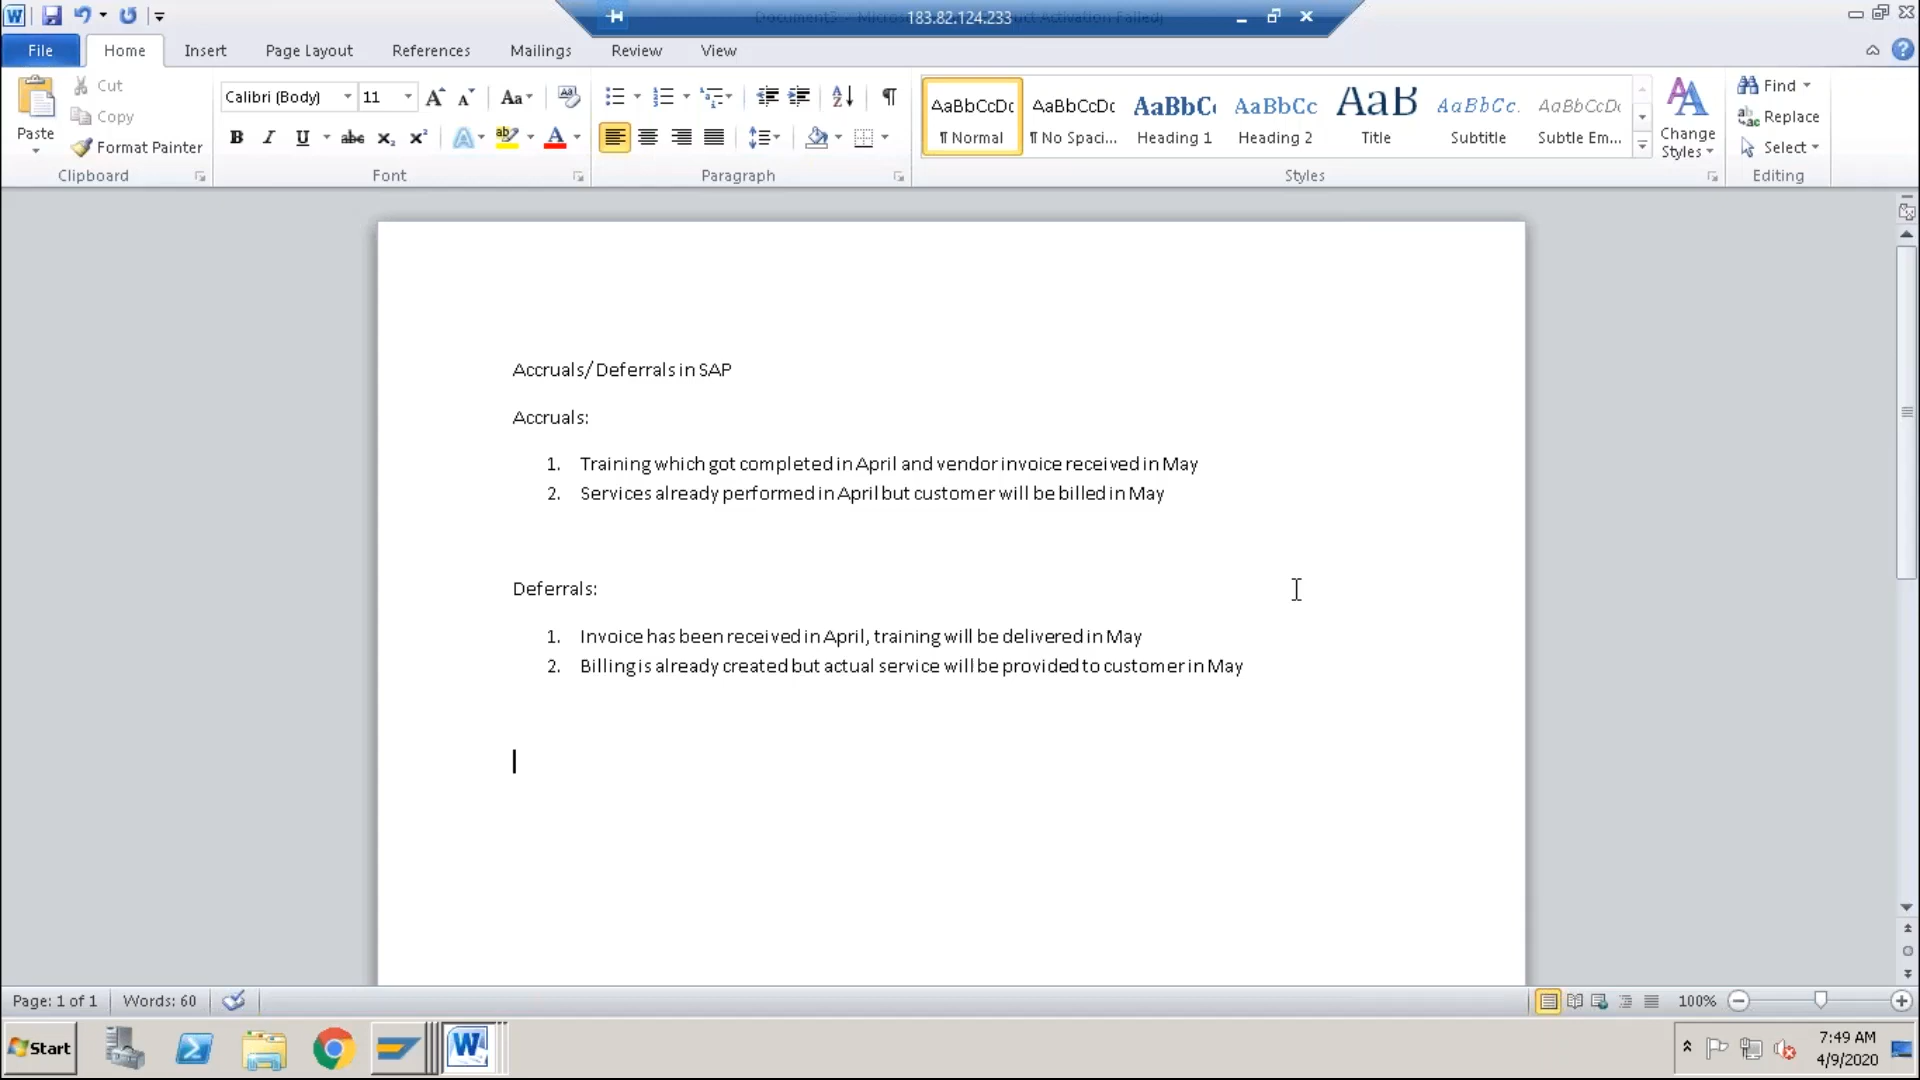 Document3 - Micros 183.82.124.233 uct Activation Failed)
File Home Insert Page Layout References Mailings Review View
Cut
Copy
Paste
Format Painter
Clipboard
Calibri (Body) 11
Font
Paragraph
AaBbCcDc AaBbCcDc AaBbC AaBbCc AaB AaBbCc. AaBbCcDc
¶ Normal ¶ No Spaci... Heading 1 Heading 2 Title Subtitle Subtle Em...
Change
Styles
Styles
Find
Replace
Select
Editing
Accruals/ Deferrals in SAP
Accruals:
1. Training which got completed in April and vendor invoice received in May
2. Services already performed in April but customer will be billed in May
Deferrals:
1. Invoice has been received in April, training will be delivered in May
2. Billing is already created but actual service will be provided to customer in May
Page: 1 of 1 Words: 60 100%
Start
7:49 AM
4/9/2020